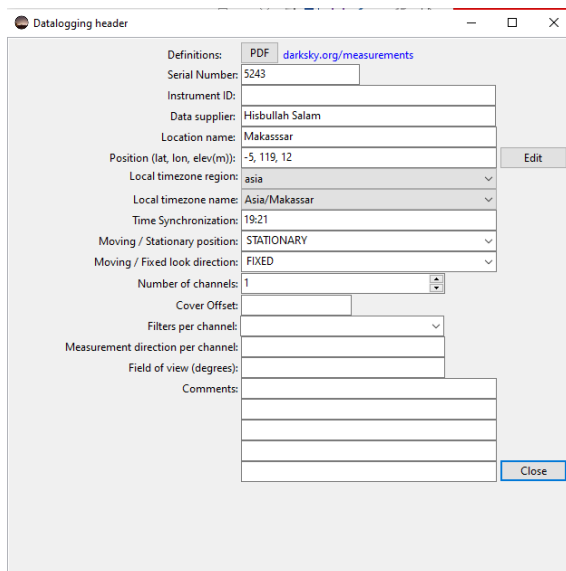 Datalogging header
Definitions: PDF darksky.org/measurements
Serial Number: 5243
Instrument ID:
Data supplier: Hisbullah Salam
Location name: Makasssar
Position (lat, lon, elev(m)): -5, 119, 12 Edit
Local timezone region: asia
Local timezone name: Asia/Makassar
Time Synchronization: 19:21
Moving / Stationary position: STATIONARY
Moving / Fixed look direction: FIXED
Number of channels: 1
Cover Offset:
Filters per channel:
Measurement direction per channel:
Field of view (degrees):
Comments:
Close